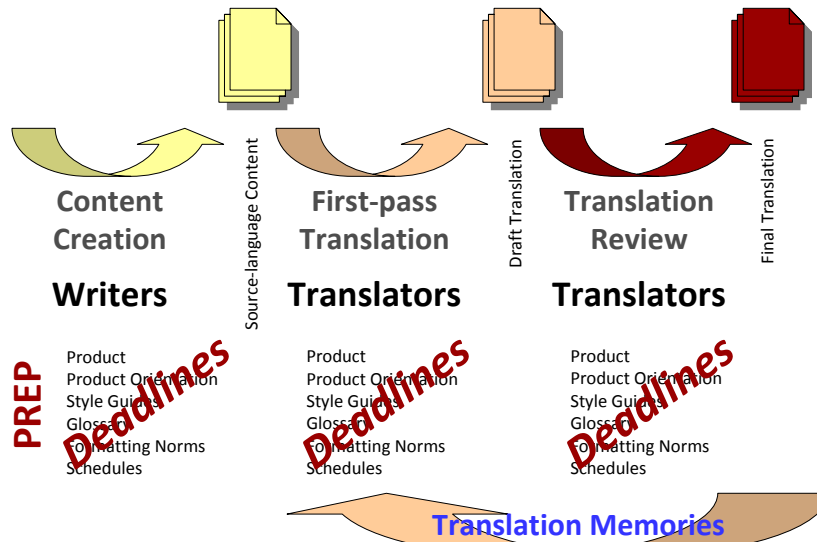 Content
Creation
Source-language Content
First-pass
Translation
Draft Translation
Translation
Review
Final Translation
Writers
Translators
Translators
PREP
Product
Product Orientation
Style Guides
Glossary
Formatting Norms
Schedules
Deadlines
Product
Product Orientation
Style Guides
Glossary
Formatting Norms
Schedules
Deadlines
Product
Product Orientation
Style Guides
Glossary
Formatting Norms
Schedules
Deadlines
Translation Memories